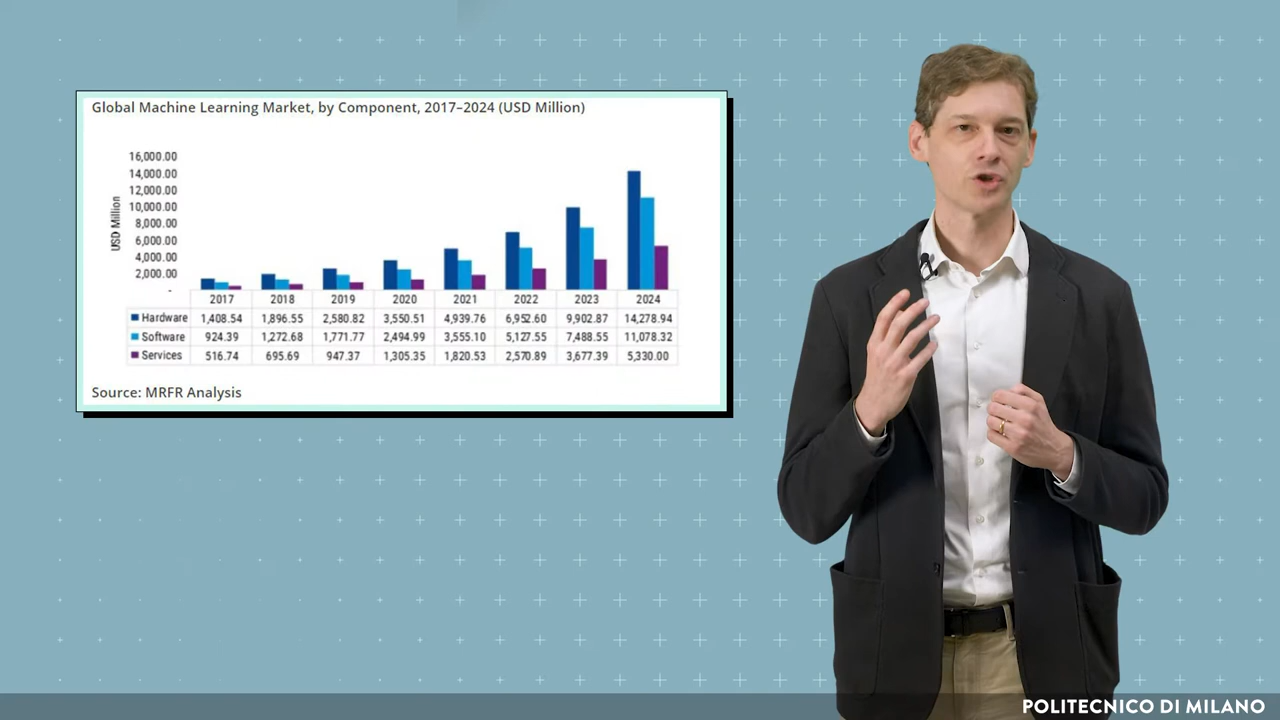 Global Machine Learning Market, by Component, 2017–2024 (USD Million)
16,000.00
14,000.00
12,000.00
10,000.00
8,000.00
6,000.00
4,000.00
2,000.00
-
USD Million
2017 2018 2019 2020 2021 2022 2023 2024
Hardware 1,408.54 1,896.55 2,580.82 3,550.51 4,939.76 6,952.60 9,902.87 14,278.94
Software 924.39 1,272.68 1,771.77 2,494.99 3,555.10 5,127.55 7,488.55 11,078.32
Services 516.74 695.69 947.37 1,305.35 1,820.53 2,570.89 3,677.39 5,330.00
Source: MRFR Analysis
POLITECNICO DI MILANO